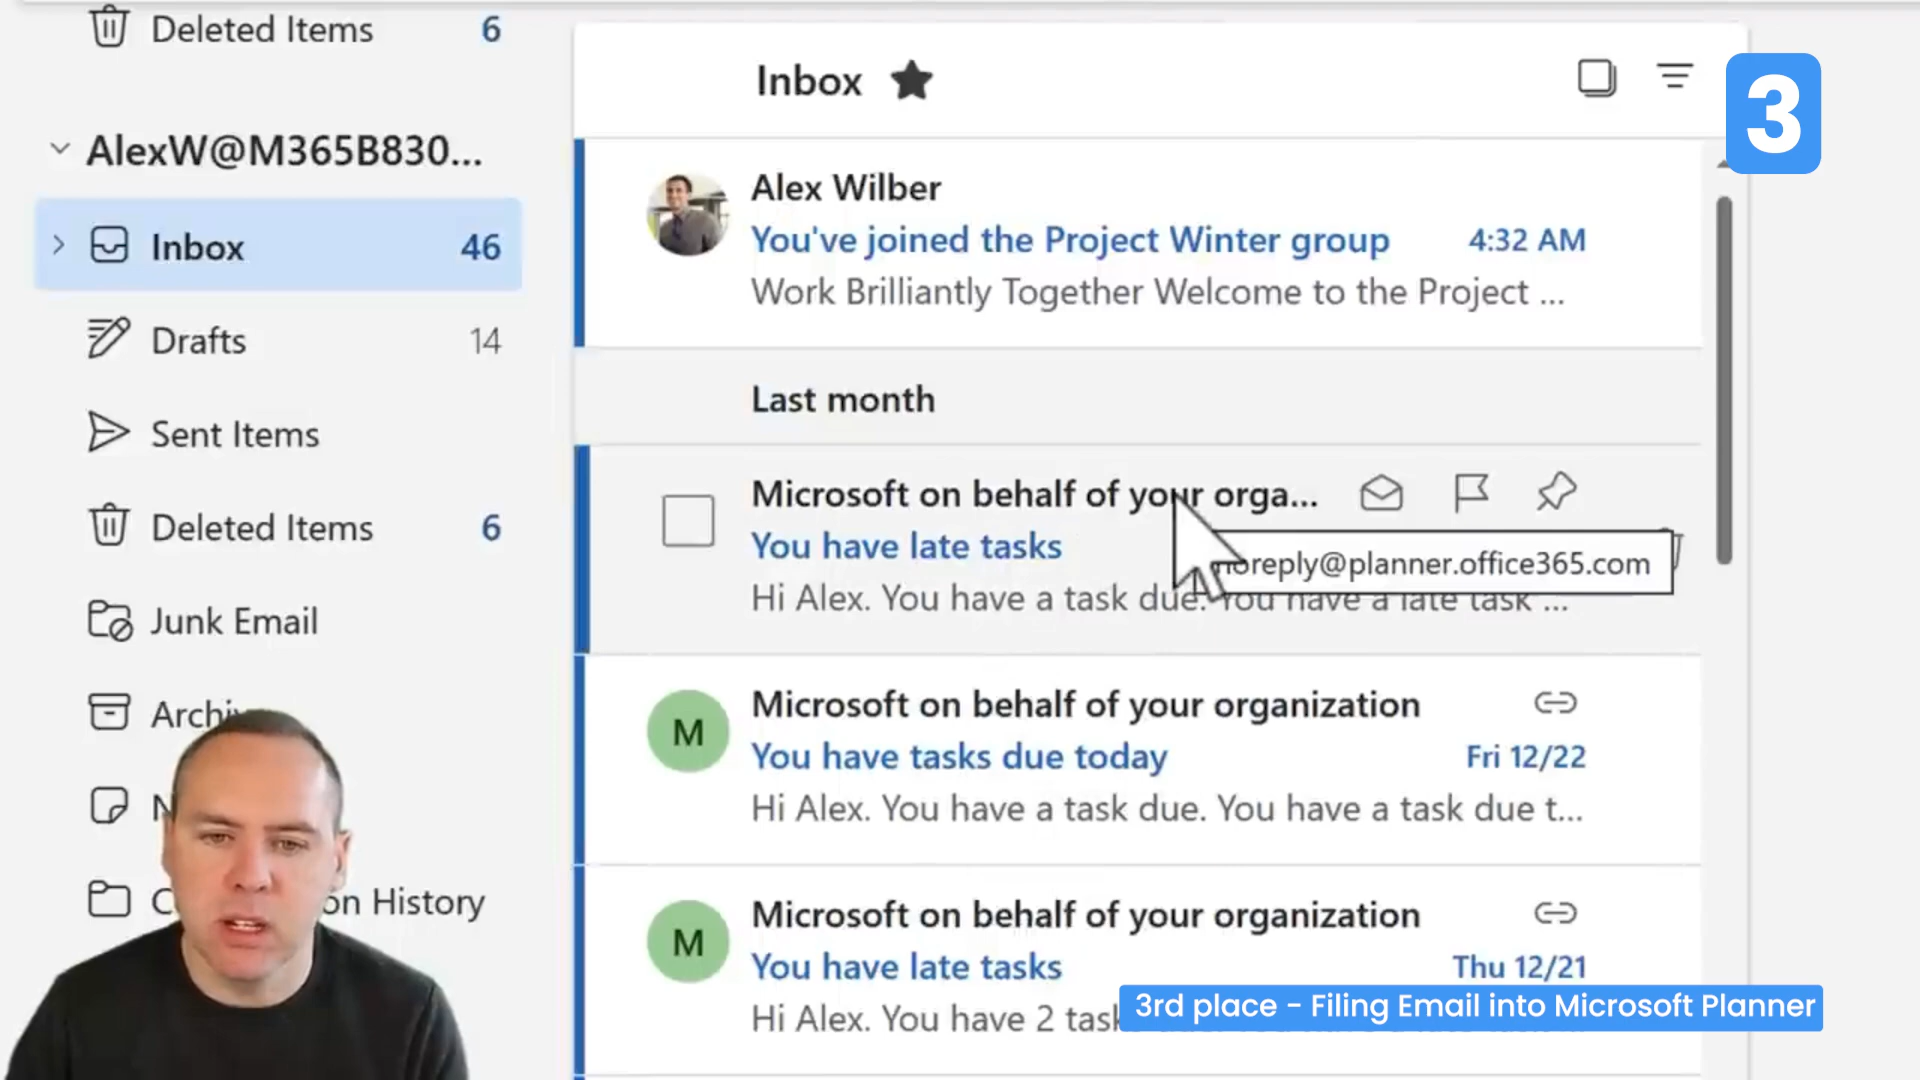 Deleted Items 6
AlexW@M365B830...
Inbox 46
Drafts 14
Sent Items
Deleted Items 6
Junk Email
on History
Inbox
3
Alex Wilber
You've joined the Project Winter group 4:32 AM
Work Brilliantly Together Welcome to the Project ...
Last month
Microsoft on behalf of your orga...
You have late tasks
noreply@planner.office365.com
Hi Alex. You have a task due. You have a late task ...
M
Microsoft on behalf of your organization
You have tasks due today Fri 12/22
Hi Alex. You have a task due. You have a task due t...
M
Microsoft on behalf of your organization
You have late tasks Thu 12/21
Hi Alex. You have 2
3rd place - Filing Email into Microsoft Planner